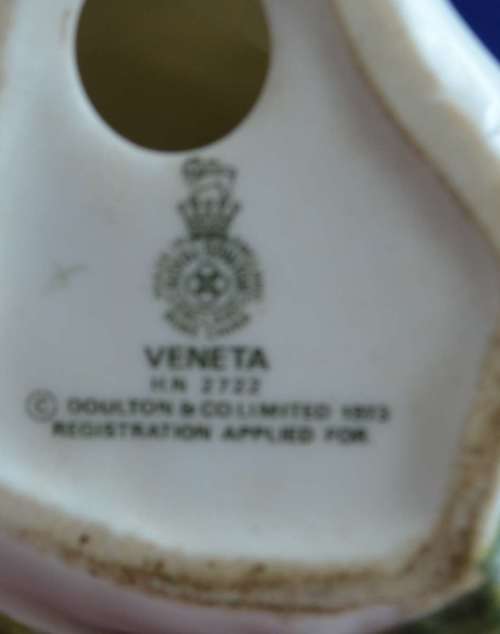 VENETA
HN 2722
© DOULTON & CO. LIMITED 1973
REGISTRATION APPLIED FOR.